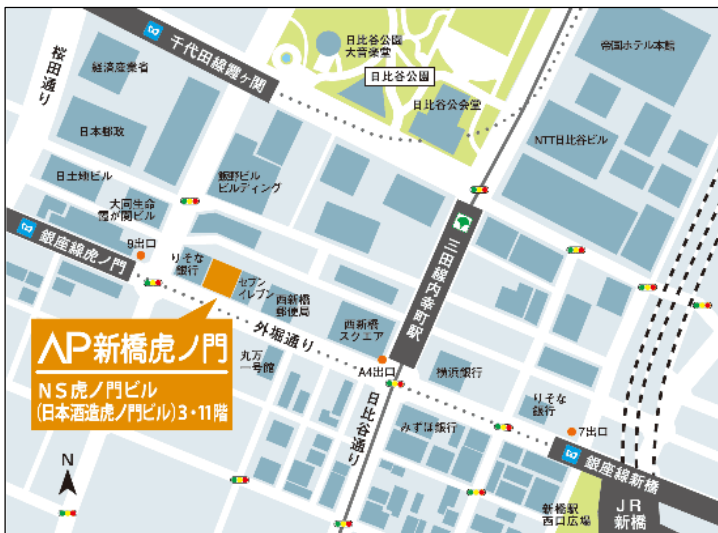 千代田線霞ヶ関
日比谷公園
大音楽堂
帝国ホテル本館
桜田通り
経済産業省
日比谷公園
日比谷公会堂
日本郵政
NTT日比谷ビル
飯野ビル
ビルディング
日土地ビル
大同生命
霞が関ビル
銀座線虎ノ門
9出口
りそな
銀行
セブン
イレブン
三田線内幸町駅
西新橋
郵便局
外堀通り
西新橋
スクエア
AP新橋虎ノ門
NS虎ノ門ビル
(日本酒造虎ノ門ビル)3・11階
丸万
一号館
A4出口
横浜銀行
日比谷通り
りそな
銀行
みずほ銀行
7出口
銀座線新橋
N
新橋駅
西口広場
JR
新橋